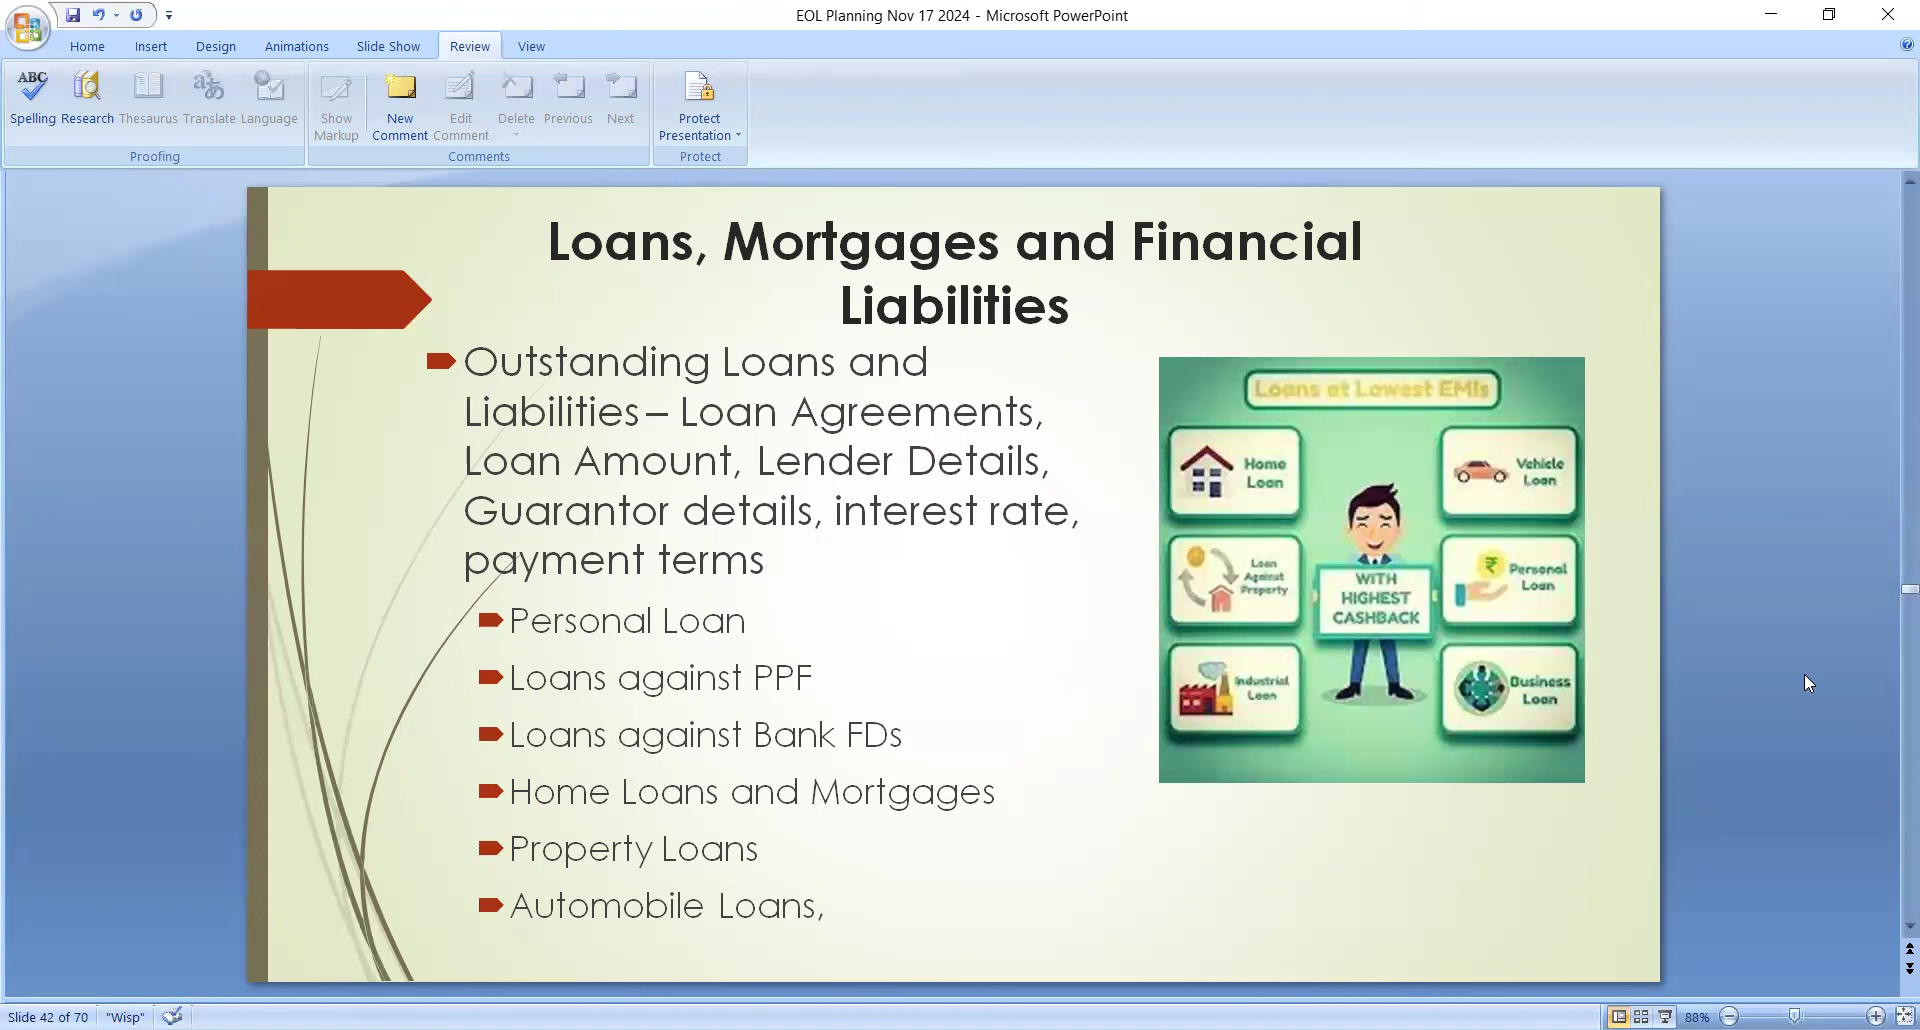 EOL Planning Nov 17 2024 - Microsoft PowerPoint
Home Insert Design Animations Slide Show Review View
ABC
Spelling Research Thesaurus Translate Language
Proofing
Show Markup
New Comment
Edit Comment
Delete
Previous
Next
Comments
Protect Presentation
Protect
Loans, Mortgages and Financial
Liabilities
Outstanding Loans and
Liabilities – Loan Agreements,
Loan Amount, Lender Details,
Guarantor details, interest rate,
payment terms
Personal Loan
Loans against PPF
Loans against Bank FDs
Home Loans and Mortgages
Property Loans
Automobile Loans,
Loans at Lowest EMIs
Home
Loan
Vehicle
Loan
Loan
Against
Property
₹
Personal
Loan
WITH
HIGHEST
CASHBACK
Industrial
Loan
Business
Loan
Slide 42 of 70 "Wisp" 88%